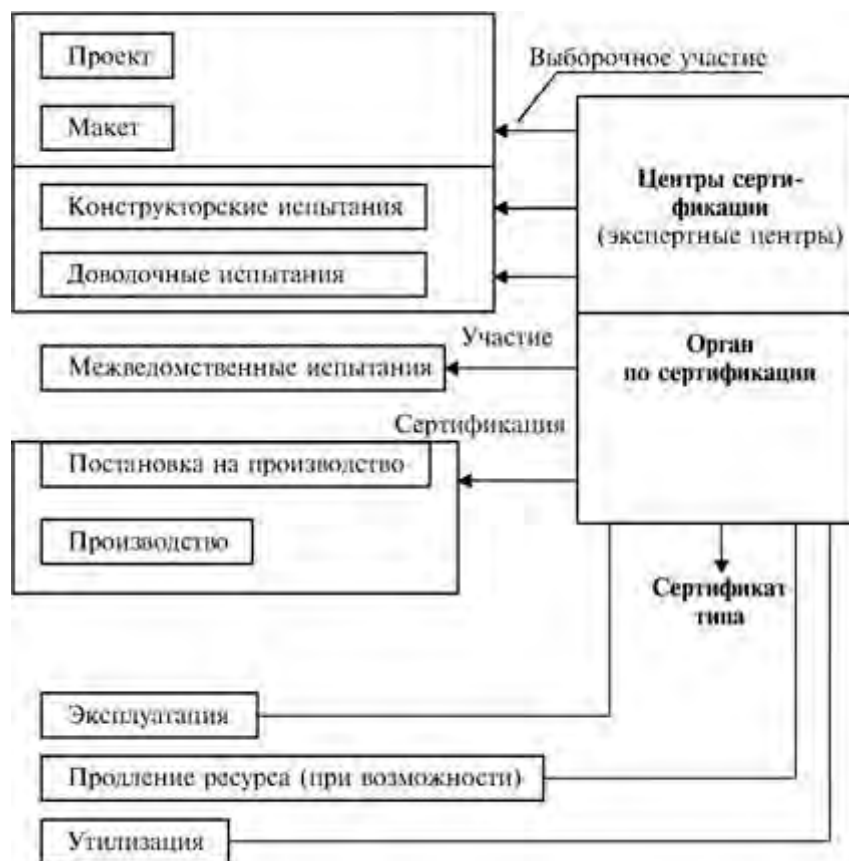 Проект
Выборочное участие
Макет
Центры серти-
фикации
(экспертные центры)
Конструкторские испытания
Доводочные испытания
Участие
Орган
по сертификации
Межведомственные испытания
Сертификация
Постановка на производство
Производство
Сертификат
типа
Эксплуатация
Продление ресурса (при возможности)
Утилизация